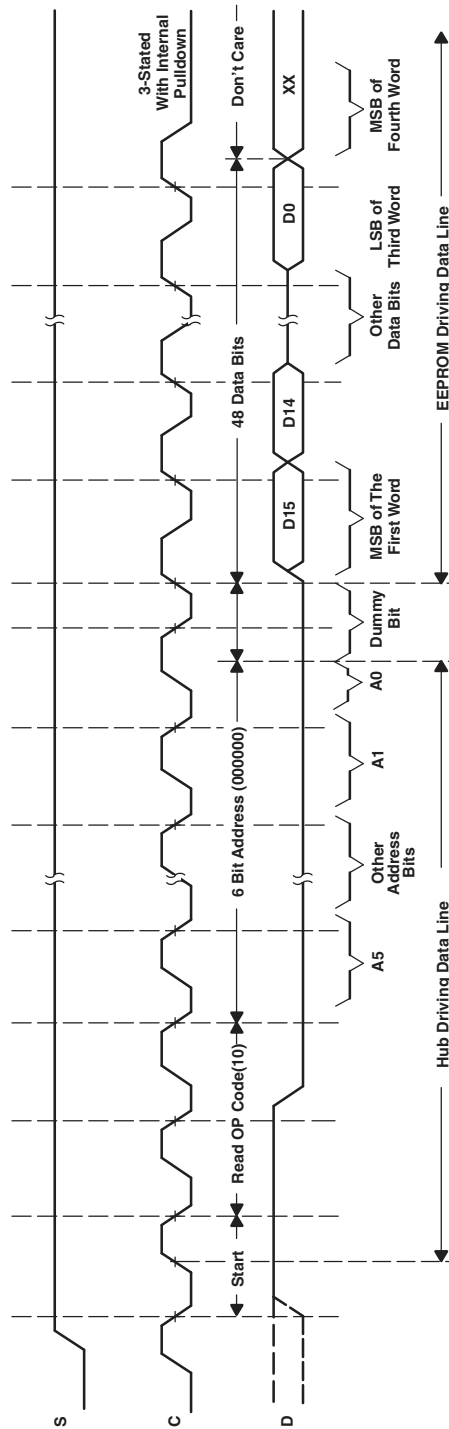 S
C
3-Stated
With Internal
Pulldown
Start
Read OP Code(10)
6 Bit Address (000000)
48 Data Bits
Don't Care
D
D15
D14
D0
XX
A5
Other
Address
Bits
A1
A0
Dummy
Bit
MSB of The
First Word
Other
Data Bits
LSB of
Third Word
MSB of
Fourth Word
Hub Driving Data Line
EEPROM Driving Data Line